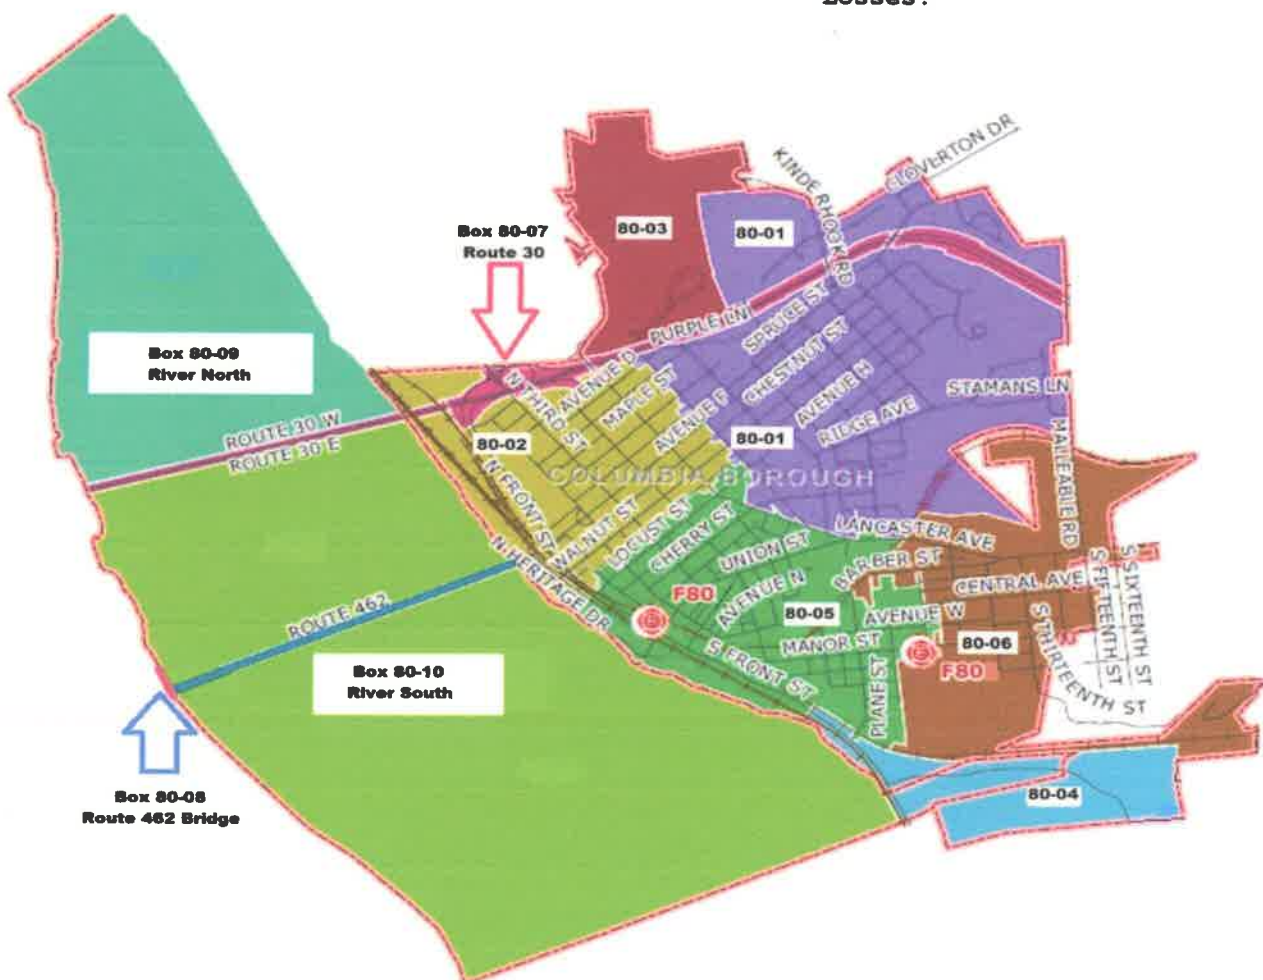 Losses.
CLOVERTON DR
KINDERHOOK RD
80-03
80-01
Box 80-07
Route 30
PURPLE LN
SPRUCE ST
CHESTNUT ST
AVENUE H
RIDGE AVE
STAMANS LN
MALLEABLE RD
Box 80-09
River North
N THIRD ST
AVENUE D
MAPLE ST
AVENUE F
80-01
80-02
ROUTE 30 W
ROUTE 30 E
COLUMBIA BOROUGH
N FRONT ST
WALNUT ST
LOCUST ST
CHERRY ST
UNION ST
LANCASTER AVE
BARBER ST
CENTRAL AVE
S FIFTEENTH ST
S SIXTEENTH ST
N HERITAGE DR
AVENUE N
F80
80-05
AVENUE W
MANOR ST
80-06
S THIRTEENTH ST
F80
ROUTE 462
S FRONT ST
PLANE ST
Box 80-10
River South
Box 80-08
Route 462 Bridge
80-04